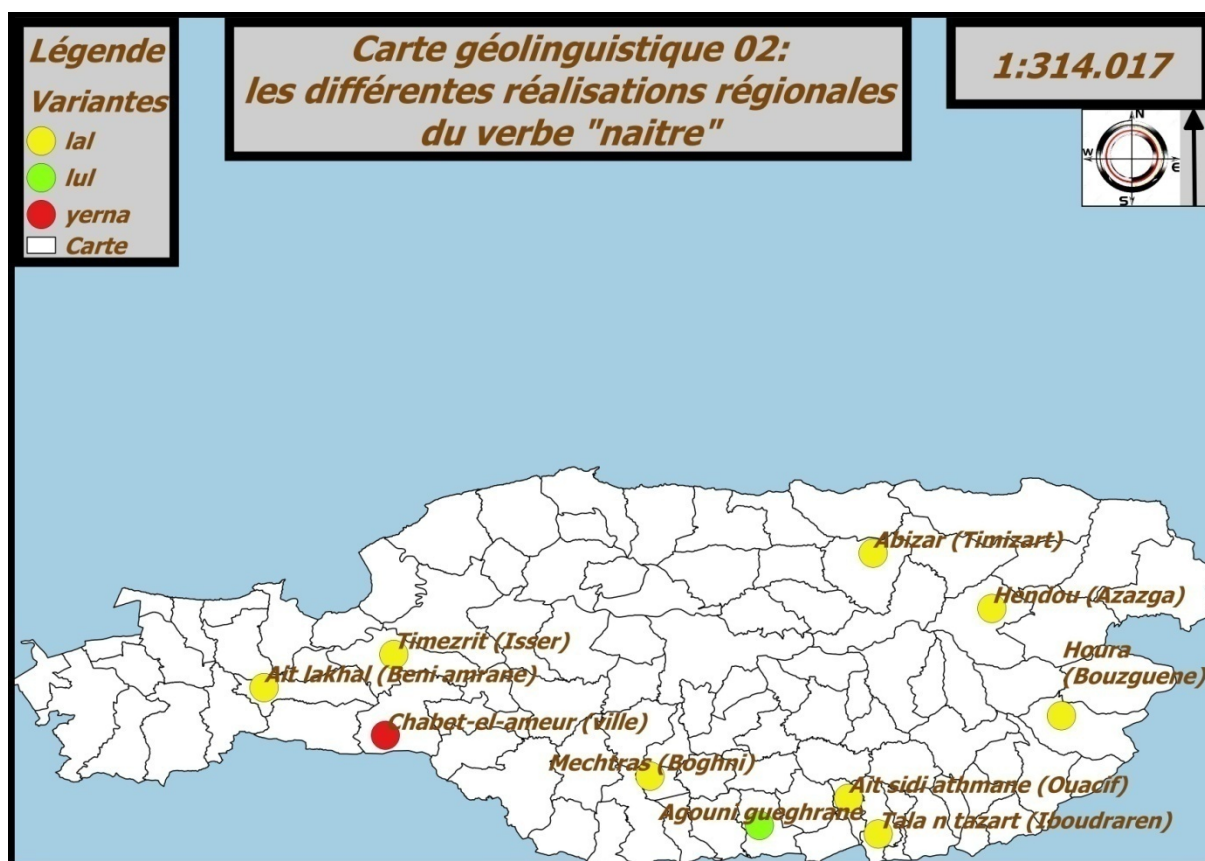 Légende
Variantes
lal
lul
yerna
Carte
Carte géolinguistique 02:
les différentes réalisations régionales
du verbe "naitre"
1:314.017
N
W
E
S
Abizar (Timizart)
Hendou (Azazga)
Houra
(Bouzguene)
Timezrit (Isser)
Ait lakhal (Beni amrane)
Chabet-el-ameur (ville)
Mechtras (Boghni)
Ait sidi athmane (Ouacif)
Agouni gueghrane
Tala n tazart (Iboudraren)